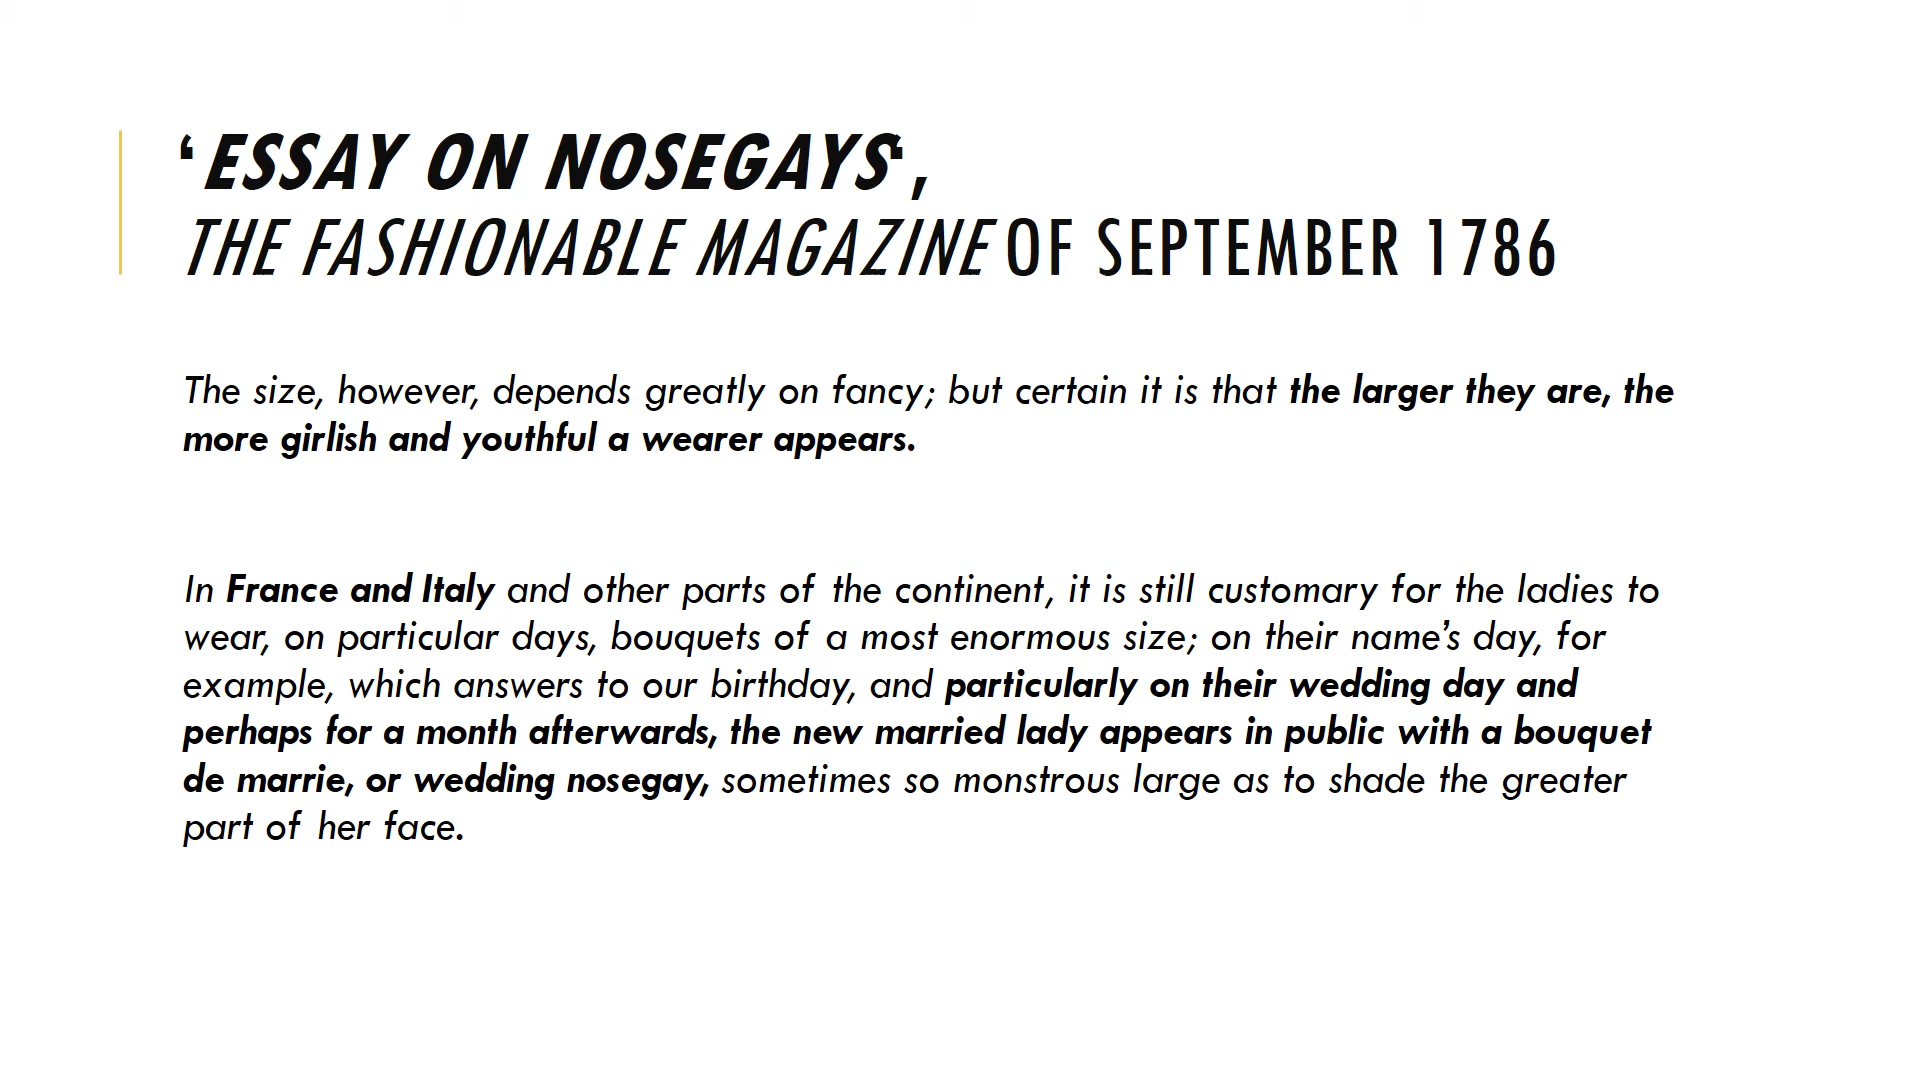 ‘ESSAY ON NOSEGAYS‘,
THE FASHIONABLE MAGAZINE OF SEPTEMBER 1786
The size, however, depends greatly on fancy; but certain it is that the larger they are, the
more girlish and youthful a wearer appears.
In France and Italy and other parts of the continent, it is still customary for the ladies to
wear, on particular days, bouquets of a most enormous size; on their name’s day, for
example, which answers to our birthday, and particularly on their wedding day and
perhaps for a month afterwards, the new married lady appears in public with a bouquet
de marrie, or wedding nosegay, sometimes so monstrous large as to shade the greater
part of her face.